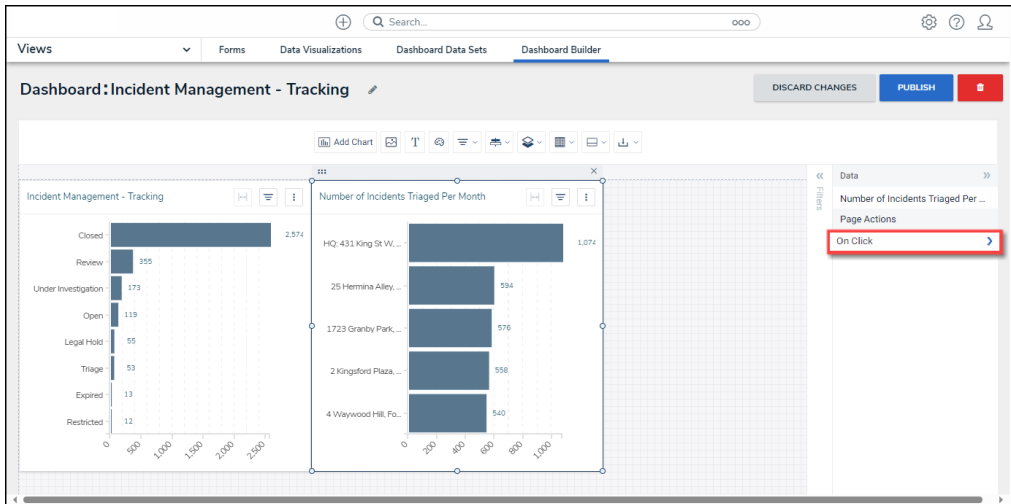 Search...
ooo
Views
Forms
Data Visualizations
Dashboard Data Sets
Dashboard Builder
Dashboard: Incident Management - Tracking
DISCARD CHANGES
PUBLISH
Add Chart
T
Incident Management - Tracking
Closed
2,574
Review
355
Under Investigation
173
Open
119
Legal Hold
55
Triage
53
Expired
13
Restricted
12
0
500
1,000
1,500
2,000
2,500
Number of Incidents Triaged Per Month
HQ: 431 King St W, ...
1,074
25 Hermina Alley, ...
594
1723 Granby Park, ...
576
2 Kingsford Plaza, ...
558
4 Waywood Hill, Fo...
540
0
200
400
600
800
1,000
Filters
Data
Number of Incidents Triaged Per ...
Page Actions
On Click